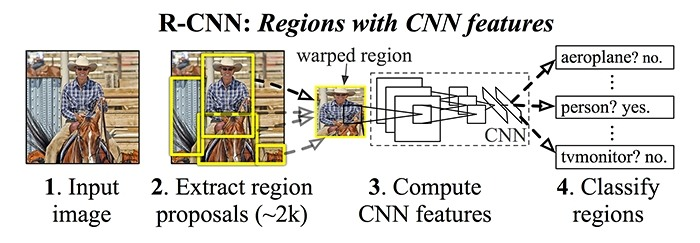 R-CNN: Regions with CNN features
warped region
aeroplane? no.
person? yes.
tvmonitor? no.
CNN
1. Input
image
2. Extract region
proposals (~2k)
3. Compute
CNN features
4. Classify
regions